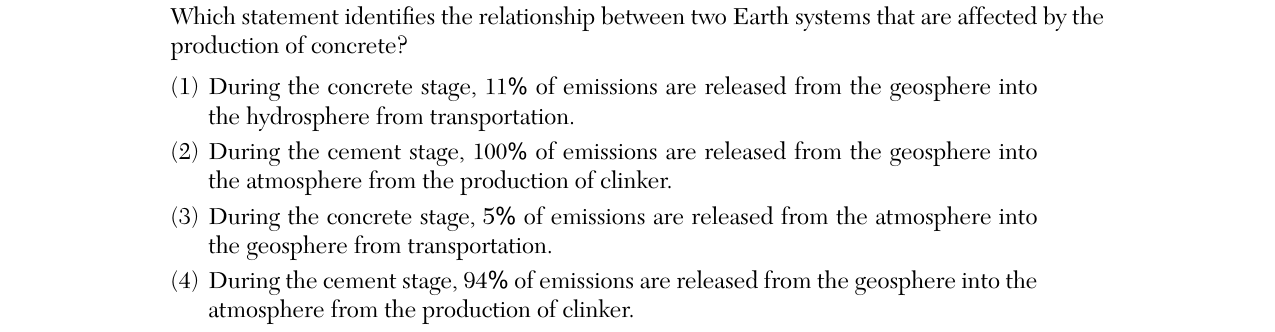 Which statement identifies the relationship between two Earth systems that are affected by the
production of concrete?
(1) During the concrete stage, 11% of emissions are released from the geosphere into
the hydrosphere from transportation.
(2) During the cement stage, 100% of emissions are released from the geosphere into
the atmosphere from the production of clinker.
(3) During the concrete stage, 5% of emissions are released from the atmosphere into
the geosphere from transportation.
(4) During the cement stage, 94% of emissions are released from the geosphere into the
atmosphere from the production of clinker.